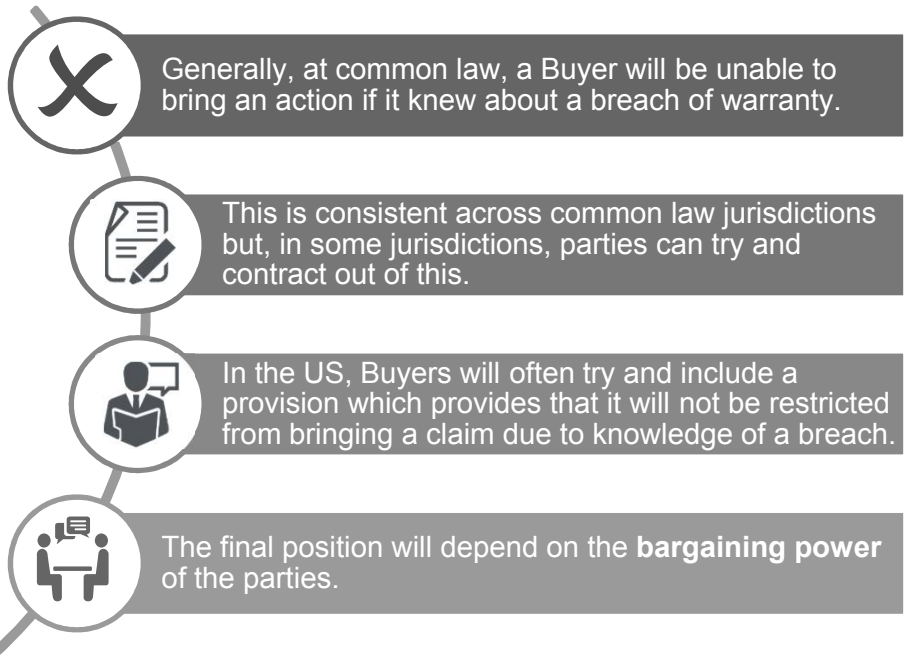 Generally, at common law, a Buyer will be unable to
bring an action if it knew about a breach of warranty.
This is consistent across common law jurisdictions
but, in some jurisdictions, parties can try and
contract out of this.
In the US, Buyers will often try and include a
provision which provides that it will not be restricted
from bringing a claim due to knowledge of a breach.
The final position will depend on the bargaining power
of the parties.